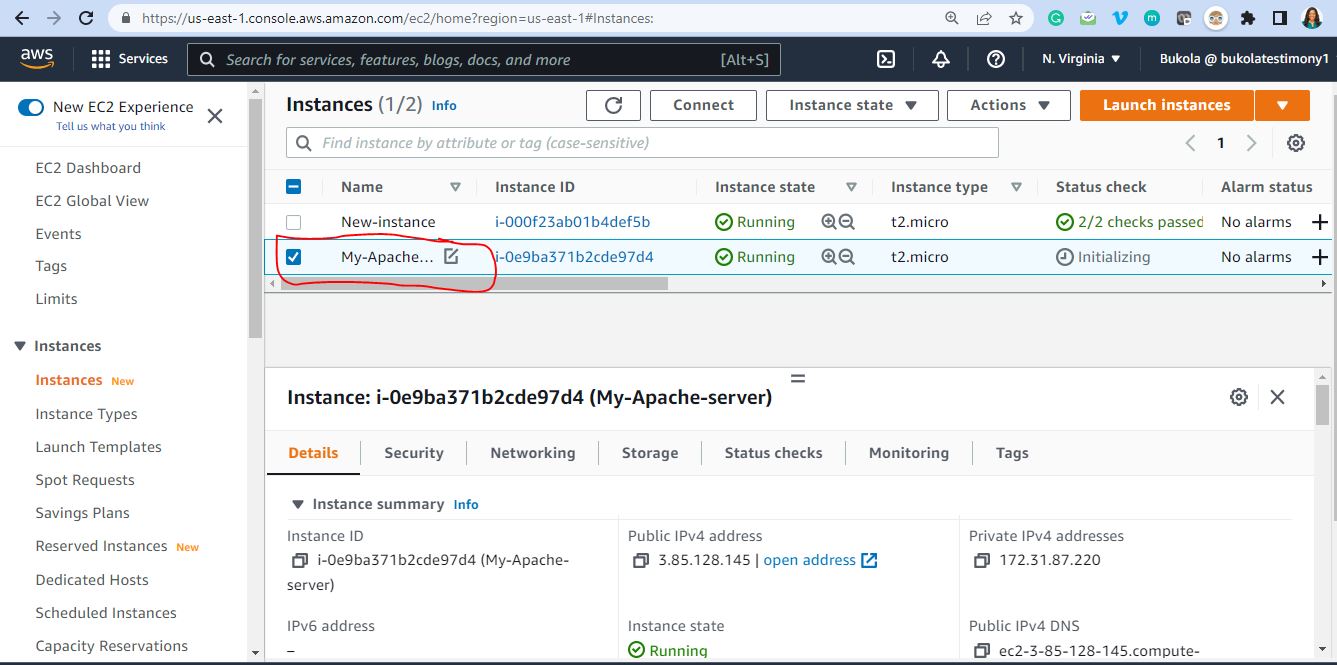 https://us-east-1.console.aws.amazon.com/ec2/home?region=us-east-1#Instances:
aws Services Search for services, features, blogs, docs, and more [Alt+S] N. Virginia ▼ Bukola @ bukolatestimony1
New EC2 Experience
Tell us what you think
EC2 Dashboard
EC2 Global View
Events
Tags
Limits
Instances
Instances New
Instance Types
Launch Templates
Spot Requests
Savings Plans
Reserved Instances New
Dedicated Hosts
Scheduled Instances
Capacity Reservations
Instances (1/2) Info Connect Instance state ▼ Actions ▼ Launch instances ▼
Find instance by attribute or tag (case-sensitive) 1
Name Instance ID Instance state Instance type Status check Alarm status
New-instance i-000f23ab01b4def5b Running t2.micro 2/2 checks passed No alarms +
My-Apache... i-0e9ba371b2cde97d4 Running t2.micro Initializing No alarms +
Instance: i-0e9ba371b2cde97d4 (My-Apache-server)
Details Security Networking Storage Status checks Monitoring Tags
Instance summary Info
Instance ID
i-0e9ba371b2cde97d4 (My-Apache-
server)
Public IPv4 address
3.85.128.145 | open address
Private IPv4 addresses
172.31.87.220
IPv6 address
–
Instance state
Running
Public IPv4 DNS
ec2-3-85-128-145.compute-